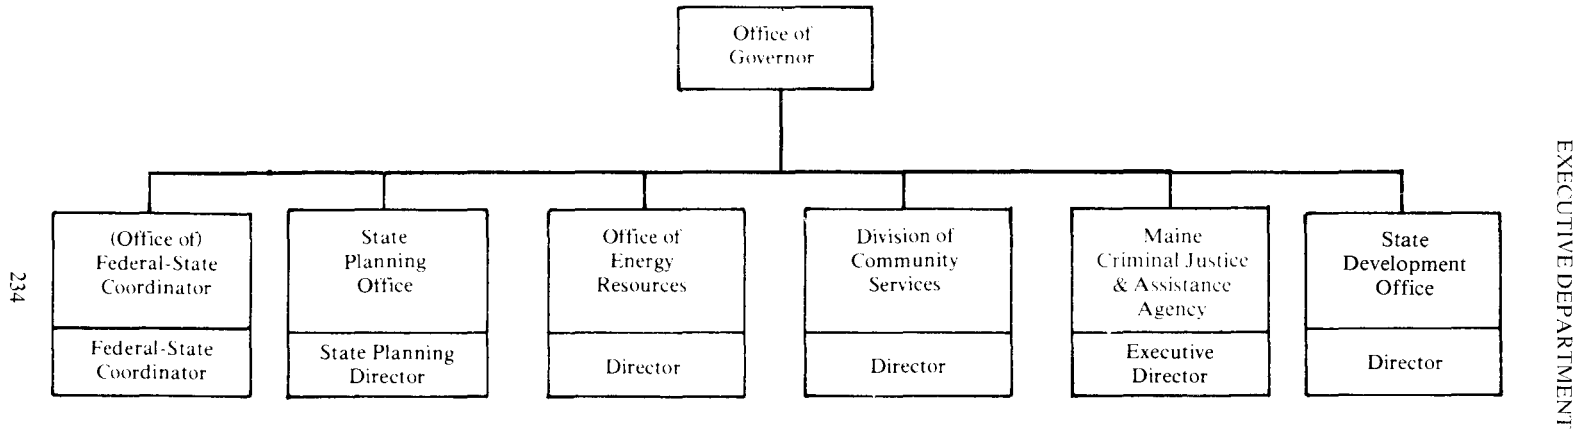 Office of
Governor
(Office of)
Federal-State
Coordinator
Federal-State
Coordinator
State
Planning
Office
State Planning
Director
Office of
Energy
Resources
Director
Division of
Community
Services
Director
Maine
Criminal Justice
& Assistance
Agency
Executive
Director
State
Development
Office
Director
EXECUTIVE DEPARTMENT
234